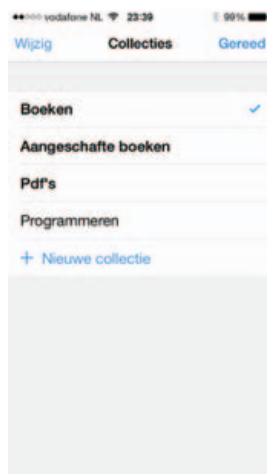 vodafone NL 23:39 99%
Wijzig Collecties Gereed
Boeken
Aangeschafte boeken
Pdf's
Programmeren
+ Nieuwe collectie